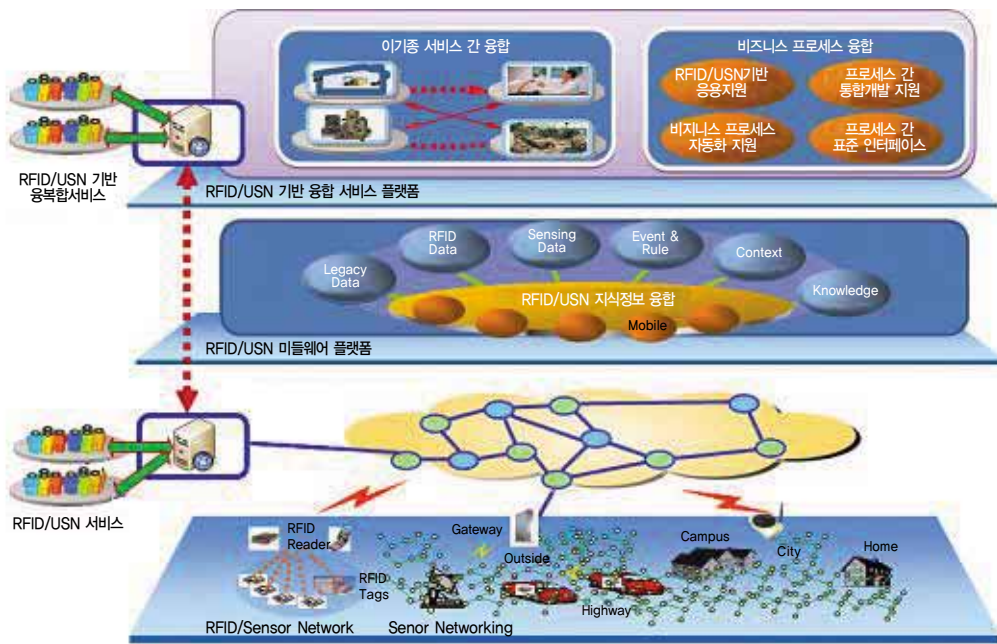 이기종 서비스 간 융합
비즈니스 프로세스 융합
RFID/USN기반
응용지원
프로세스 간
통합개발 지원
비지니스 프로세스
자동화 지원
프로세스 간
표준 인터페이스
RFID/USN 기반
융복합서비스
RFID/USN 기반 융합 서비스 플랫폼
Legacy
Data
RFID
Data
Sensing
Data
Event &
Rule
Context
Knowledge
RFID/USN 지식정보 융합
Mobile
RFID/USN 미들웨어 플랫폼
RFID/USN 서비스
RFID
Reader
RFID
Tags
Gateway
Outside
Highway
Campus
City
Home
RFID/Sensor Network
Senor Networking